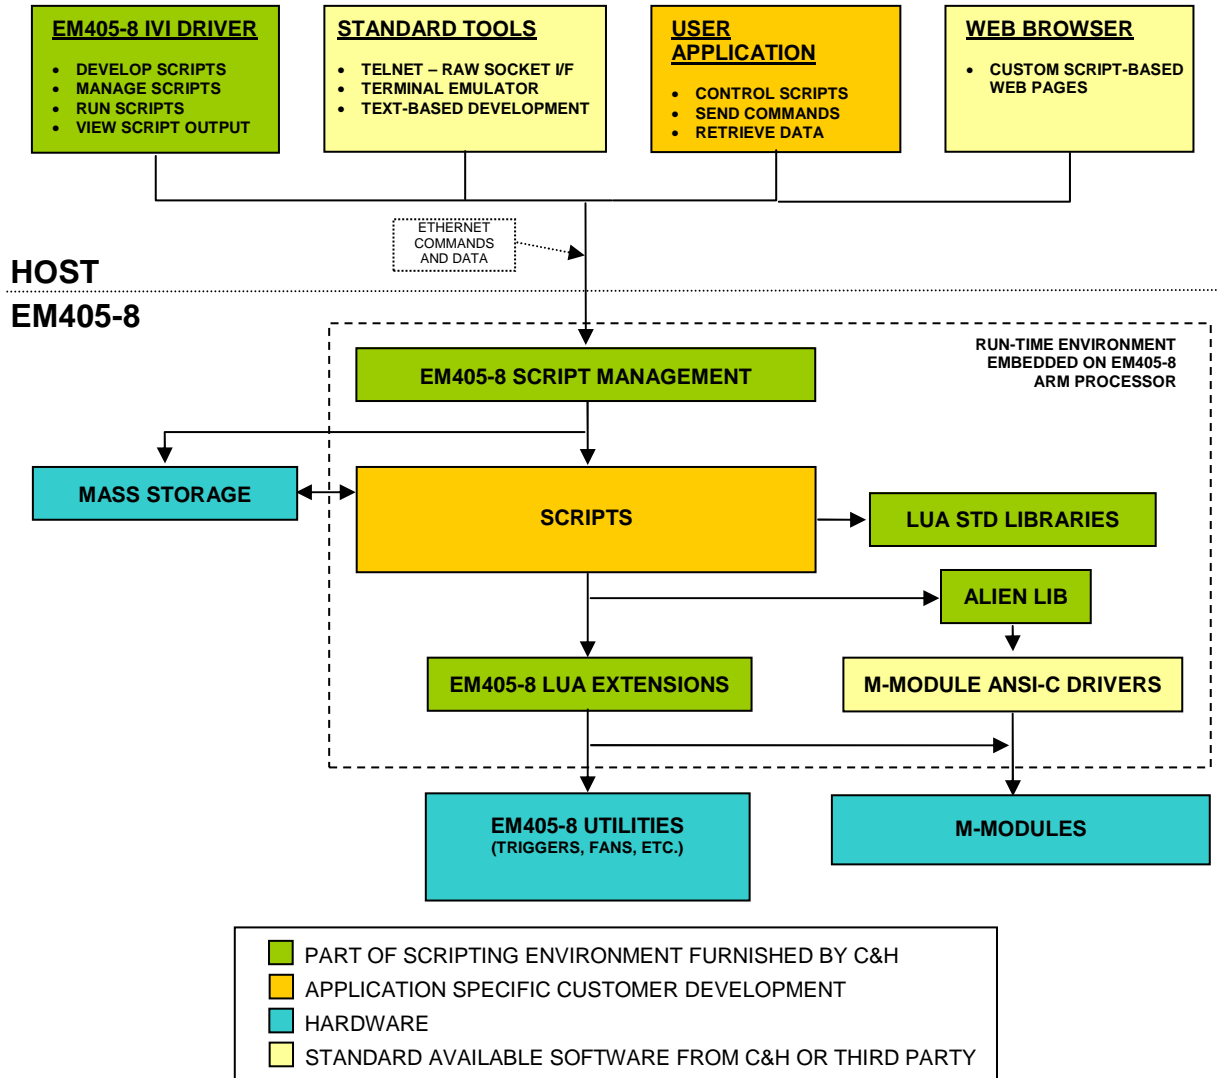 EM405-8 IVI DRIVER
• DEVELOP SCRIPTS
• MANAGE SCRIPTS
• RUN SCRIPTS
• VIEW SCRIPT OUTPUT
STANDARD TOOLS
• TELNET – RAW SOCKET I/F
• TERMINAL EMULATOR
• TEXT-BASED DEVELOPMENT
USER
APPLICATION
• CONTROL SCRIPTS
• SEND COMMANDS
• RETRIEVE DATA
WEB BROWSER
• CUSTOM SCRIPT-BASED
WEB PAGES
ETHERNET
COMMANDS
AND DATA
HOST
EM405-8
RUN-TIME ENVIRONMENT
EMBEDDED ON EM405-8
ARM PROCESSOR
EM405-8 SCRIPT MANAGEMENT
MASS STORAGE
SCRIPTS
LUA STD LIBRARIES
ALIEN LIB
EM405-8 LUA EXTENSIONS
M-MODULE ANSI-C DRIVERS
EM405-8 UTILITIES
(TRIGGERS, FANS, ETC.)
M-MODULES
PART OF SCRIPTING ENVIRONMENT FURNISHED BY C&H
APPLICATION SPECIFIC CUSTOMER DEVELOPMENT
HARDWARE
STANDARD AVAILABLE SOFTWARE FROM C&H OR THIRD PARTY